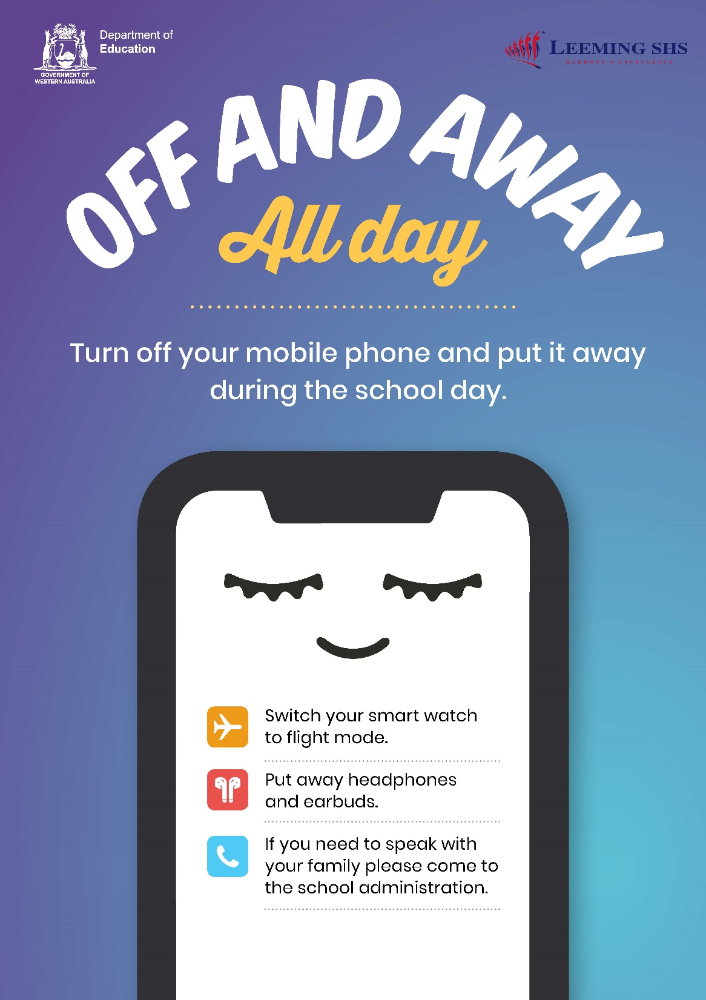 Department of
Education
GOVERNMENT OF
WESTERN AUSTRALIA
LEEMING SHS
HARMONY ~ EXCELLENCE
OFF AND AWAY
All day
Turn off your mobile phone and put it away
during the school day.
Switch your smart watch
to flight mode.
Put away headphones
and earbuds.
If you need to speak with
your family please come to
the school administration.